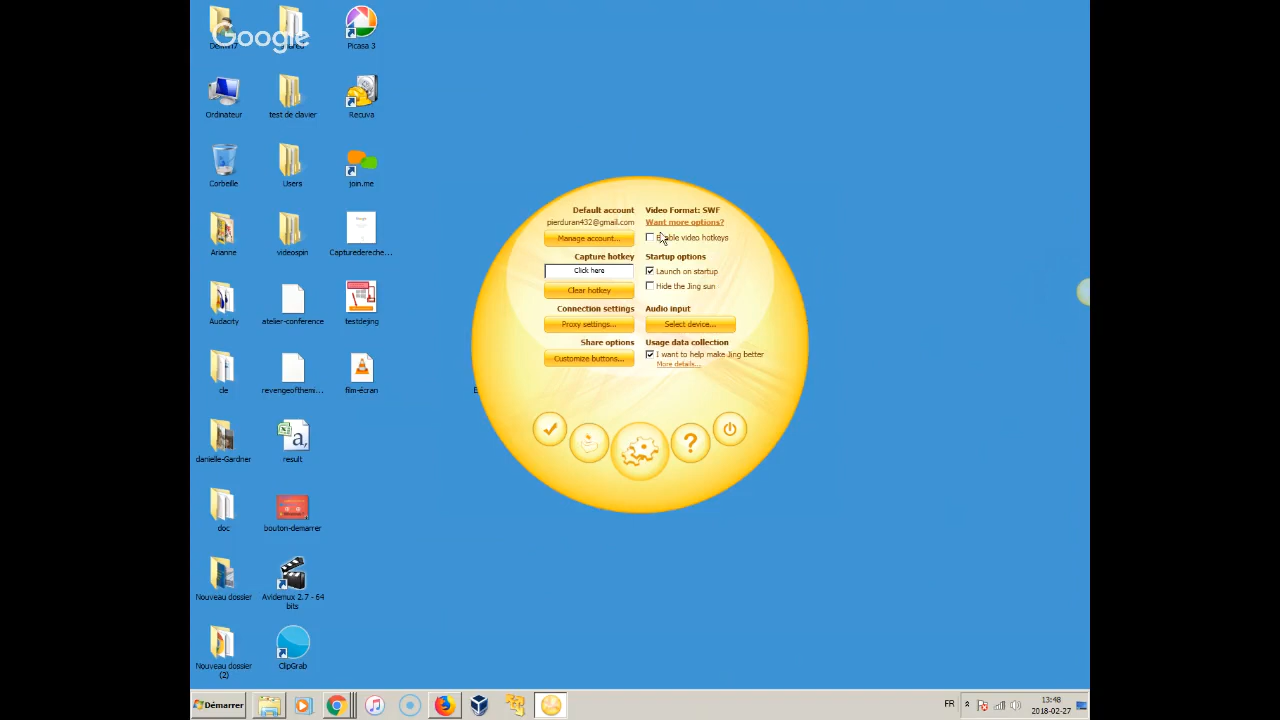 Google
Picasa 3
Ordinateur
test de clavier
Recuva
Corbeille
Users
join.me
Arianne
videospin
Capturedereche...
Audacity
atelier-conference
testdejing
cle
revengeofthemi...
film-écran
danielle-Gardner
result
doc
bouton-demarrer
Nouveau dossier
Avidemux 2.7 - 64
bits
Nouveau dossier
(2)
ClipGrab
Default account
pierduran432@gmail.com
Manage account...
Capture hotkey
Click here
Clear hotkey
Connection settings
Proxy settings...
Share options
Customize buttons...
Video Format: SWF
Want more options?
Enable video hotkeys
Startup options
Launch on startup
Hide the Jing sun
Audio input
Select device...
Usage data collection
I want to help make Jing better
More details...
Démarrer
FR
13:48
2018-02-27